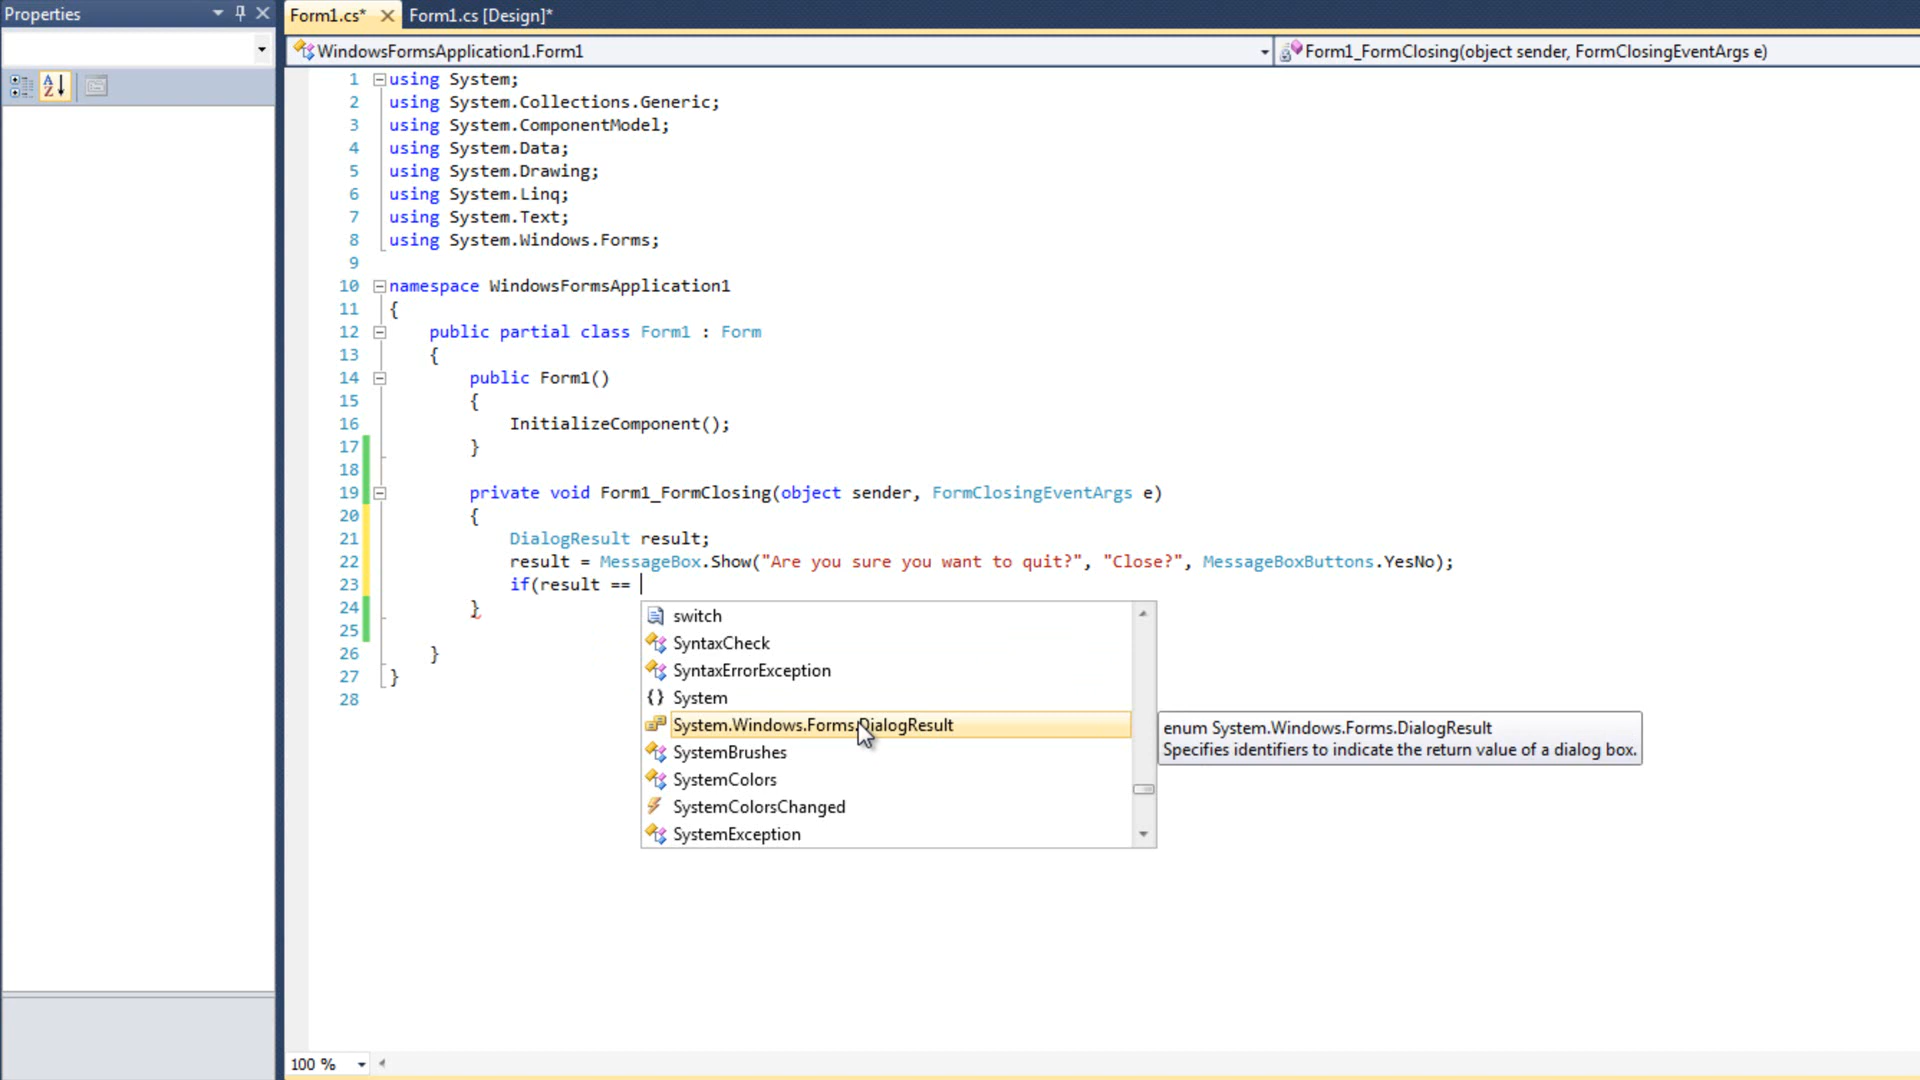 Properties
Form1.cs*
Form1.cs [Design]*
WindowsFormsApplication1.Form1
Form1_FormClosing(object sender, FormClosingEventArgs e)
A Z
1 using System;
2 using System.Collections.Generic;
3 using System.ComponentModel;
4 using System.Data;
5 using System.Drawing;
6 using System.Linq;
7 using System.Text;
8 using System.Windows.Forms;
9
10 namespace WindowsFormsApplication1
11 {
12 public partial class Form1 : Form
13 {
14 public Form1()
15 {
16 InitializeComponent();
17 }
18
19 private void Form1_FormClosing(object sender, FormClosingEventArgs e)
20 {
21 DialogResult result;
22 result = MessageBox.Show("Are you sure you want to quit?", "Close?", MessageBoxButtons.YesNo);
23 if(result ==
24 }
25
26 }
27 }
28
switch
SyntaxCheck
SyntaxErrorException
{} System
System.Windows.Forms.DialogResult
SystemBrushes
SystemColors
SystemColorsChanged
SystemException
enum System.Windows.Forms.DialogResult
Specifies identifiers to indicate the return value of a dialog box.
100 %